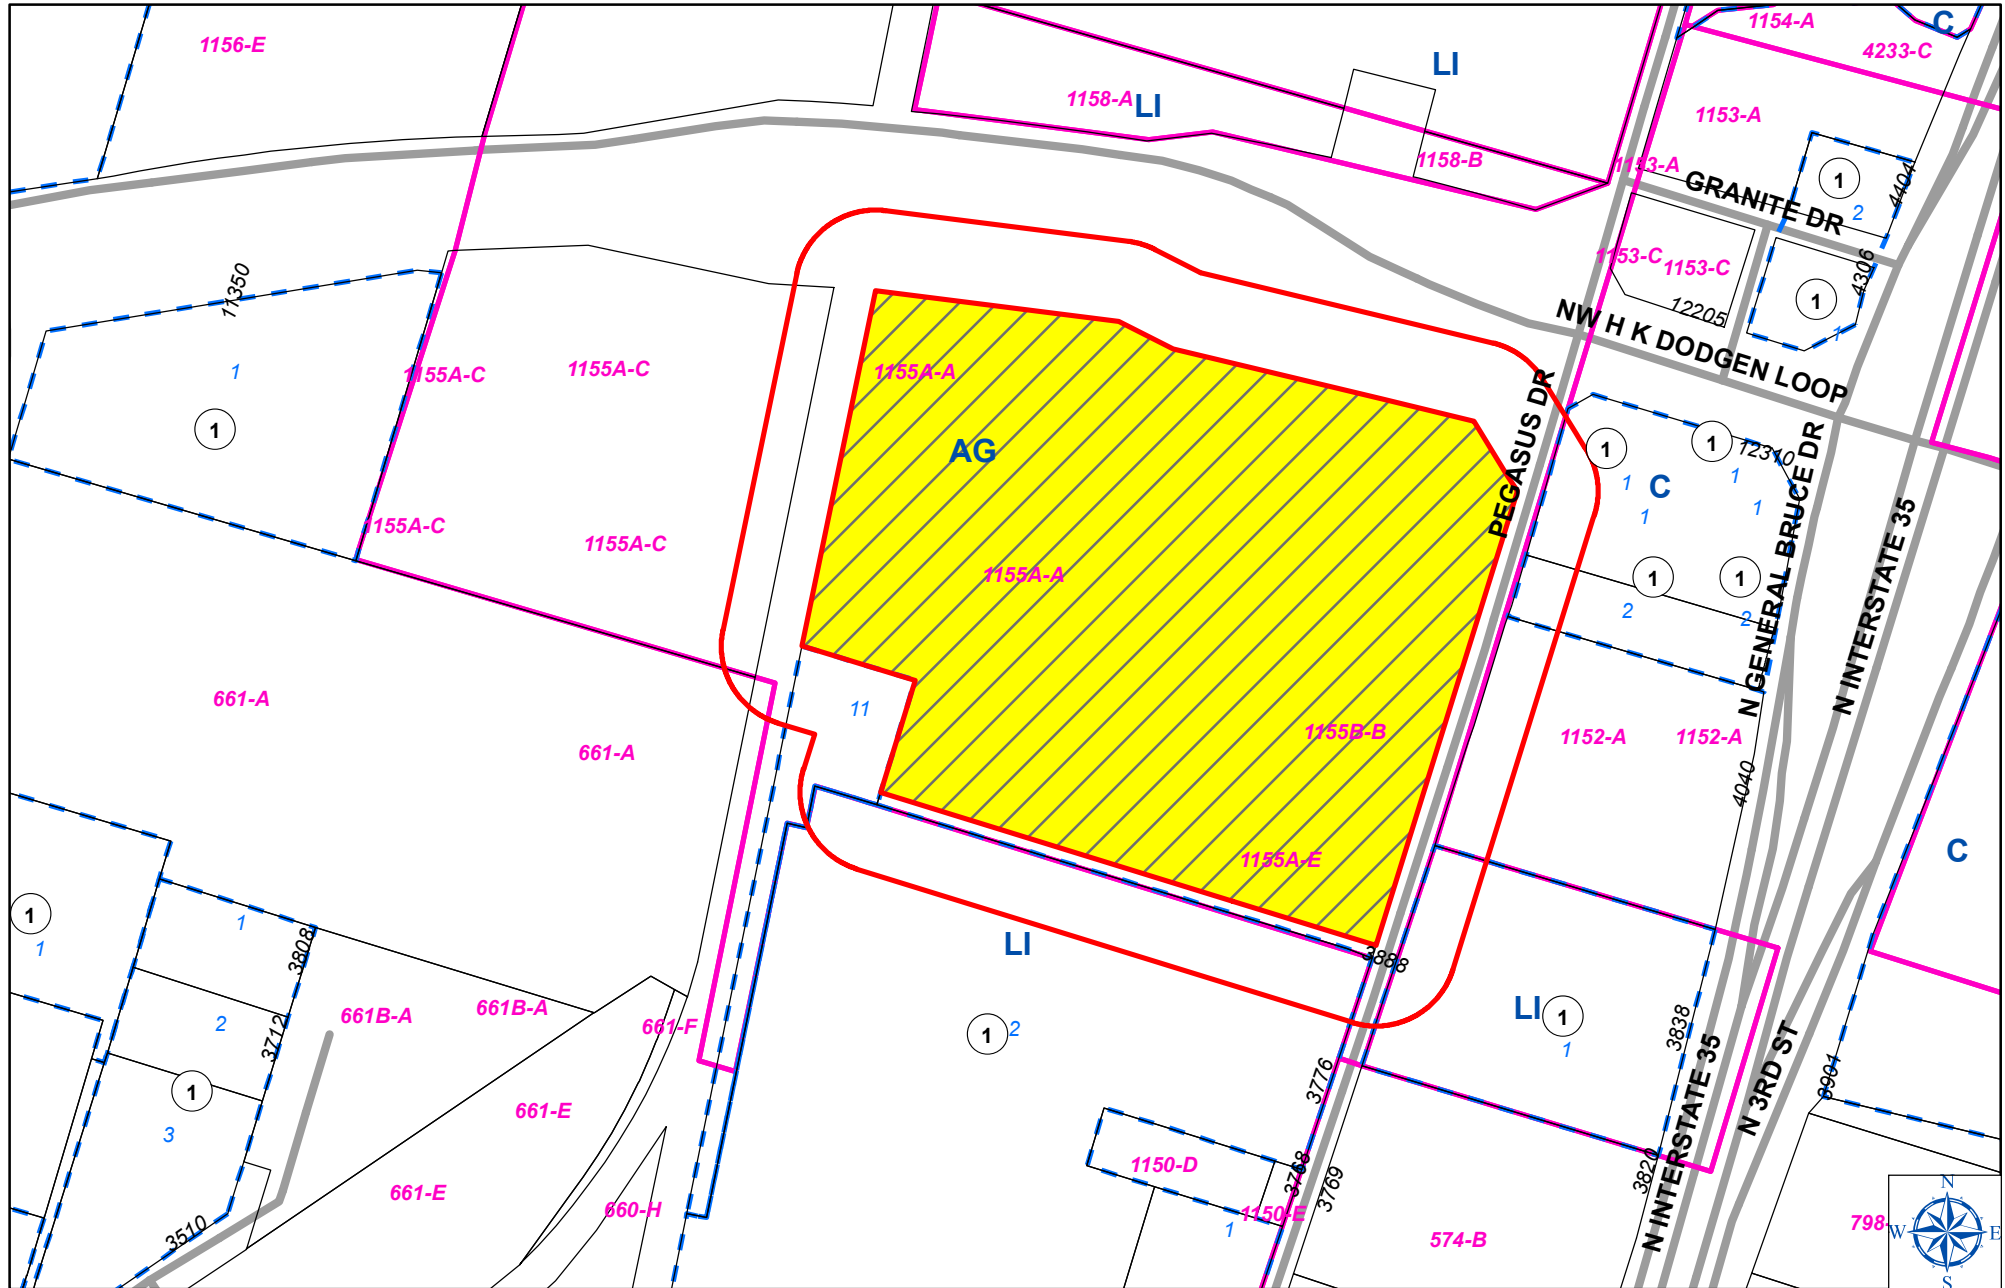 1156-E
1154-A
C
4233-C
LI
1158-A
LI
1153-A
1158-B
1153-A
GRANITE DR
1
2
4404
1153-C
1153-C
4306
1
1
12205
NW H K DODGEN LOOP
11350
1
1
1155A-C
1155A-C
1155A-A
AG
PEGASUS DR
1
1
12310
1
1
C
1
1
1155A-C
1155A-C
1155A-A
1
1
2
2
N GENERAL BRUCE DR
N INTERSTATE 35
661-A
661-A
11
1155B-B
1152-A
1152-A
4040
1155A-E
C
1
1
1
3808
LI
3888
2
3712
661B-A
661B-A
661-F
1
2
LI
1
1
3838
N INTERSTATE 35
N 3RD ST
1
3
661-E
3776
661-E
660-H
1150-D
3768
3769
1150-E
1
3820
574-B
3510
798-
N
W
E
S